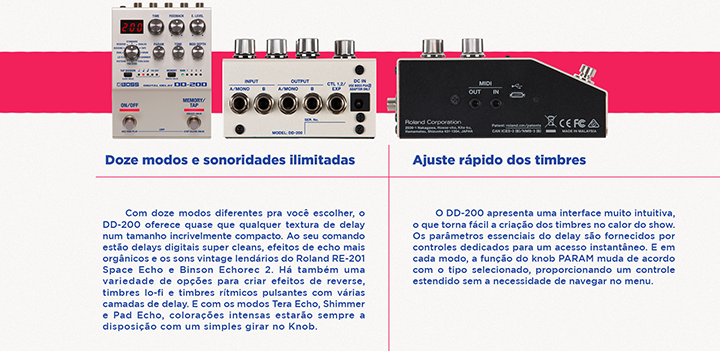 200
TIME
FEEDBACK
E. LEVEL
PARAM
TONE
MOD DEPTH
BOSS
DIGITAL DELAY
DD-200
ON/OFF
MEMORY/
TAP
INPUT
OUTPUT
CTL 1,2/
EXP
DC IN
A/MONO
B
A/MONO
B
SER. No.
MODEL: DD-200
MIDI
OUT
IN
Roland Corporation
MADE IN MALAYSIA
Doze modos e sonoridades ilimitadas
Com doze modos diferentes pra você escolher, o
DD-200 oferece quase que qualquer textura de delay
num tamanho incrivelmente compacto. Ao seu comando
estão delays digitais super cleans, efeitos de echo mais
orgânicos e os sons vintage lendários do Roland RE-201
Space Echo e Binson Echorec 2. Há também uma
variedade de opções para criar efeitos de reverse,
timbres lo-fi e timbres rítmicos pulsantes com várias
camadas de delay. E com os modos Tera Echo, Shimmer
e Pad Echo, colorações intensas estarão sempre a
disposição com um simples girar no Knob.
Ajuste rápido dos timbres
O DD-200 apresenta uma interface muito intuitiva,
o que torna fácil a criação dos timbres no calor do show.
Os parâmetros essenciais do delay são fornecidos por
controles dedicados para um acesso instantâneo. E em
cada modo, a função do knob PARAM muda de acordo
com o tipo selecionado, proporcionando um controle
estendido sem a necessidade de navegar no menu.